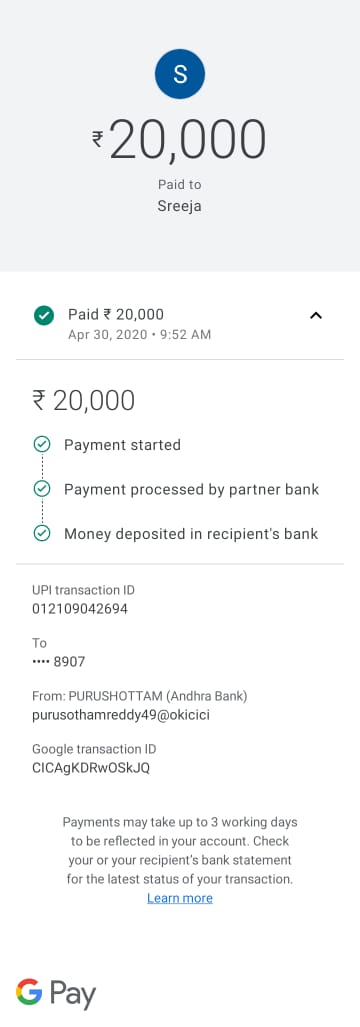 S
₹20,000
Paid to
Sreeja
Paid ₹ 20,000
Apr 30, 2020 • 9:52 AM
₹ 20,000
Payment started
Payment processed by partner bank
Money deposited in recipient's bank
UPI transaction ID
012109042694
To
•••• 8907
From: PURUSHOTTAM (Andhra Bank)
purusothamreddy49@okicici
Google transaction ID
CICAgKDRwOSkJQ
Payments may take up to 3 working days
to be reflected in your account. Check
your or your recipient's bank statement
for the latest status of your transaction.
Learn more
G Pay